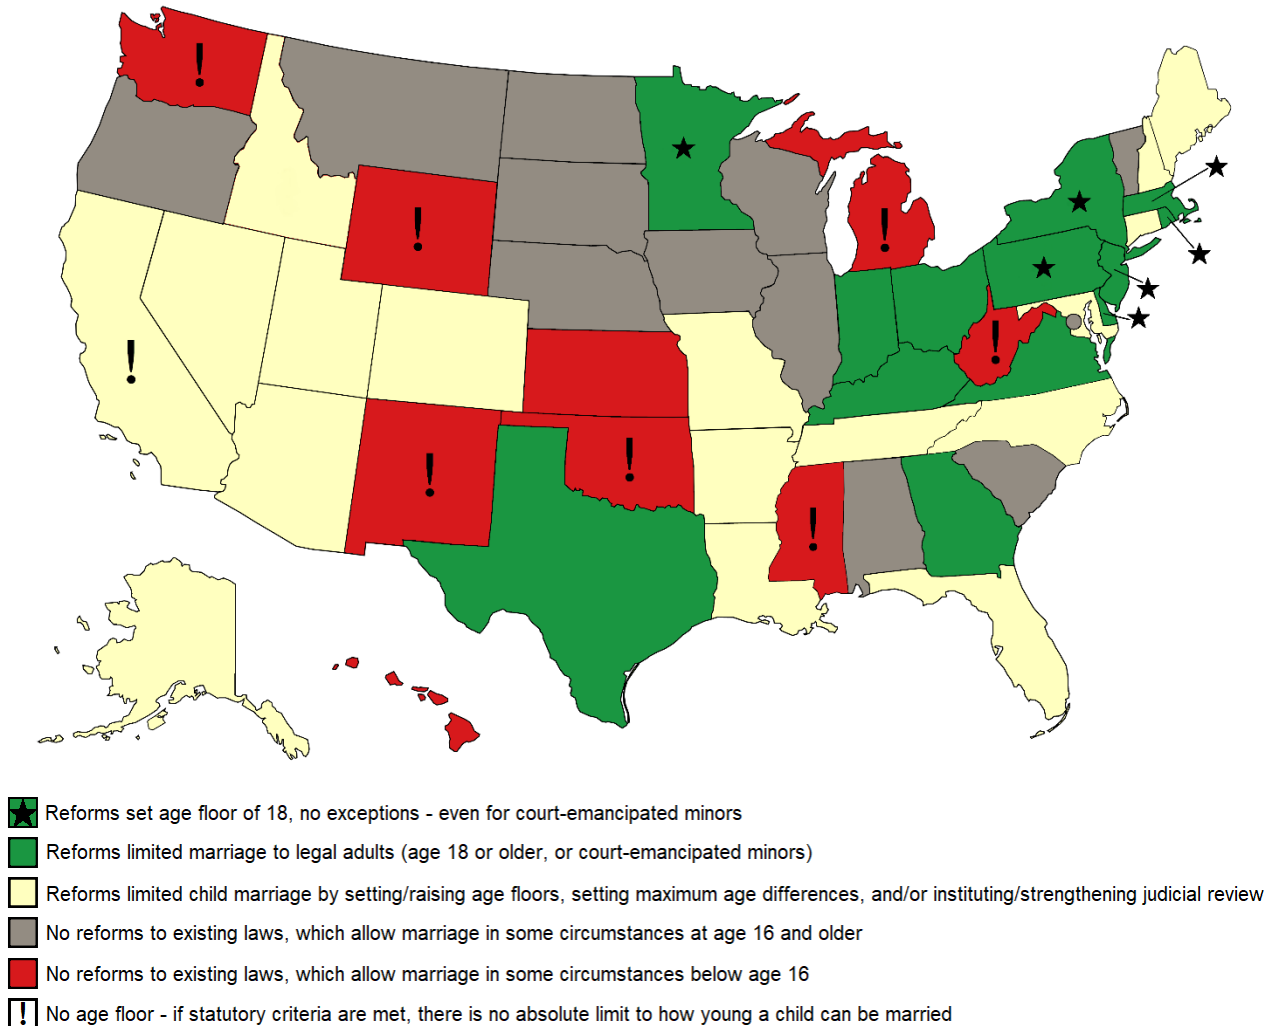 Reforms set age floor of 18, no exceptions - even for court-emancipated minors
Reforms limited marriage to legal adults (age 18 or older, or court-emancipated minors)
Reforms limited child marriage by setting/raising age floors, setting maximum age differences, and/or instituting/strengthening judicial review
No reforms to existing laws, which allow marriage in some circumstances at age 16 and older
No reforms to existing laws, which allow marriage in some circumstances below age 16
! No age floor - if statutory criteria are met, there is no absolute limit to how young a child can be married